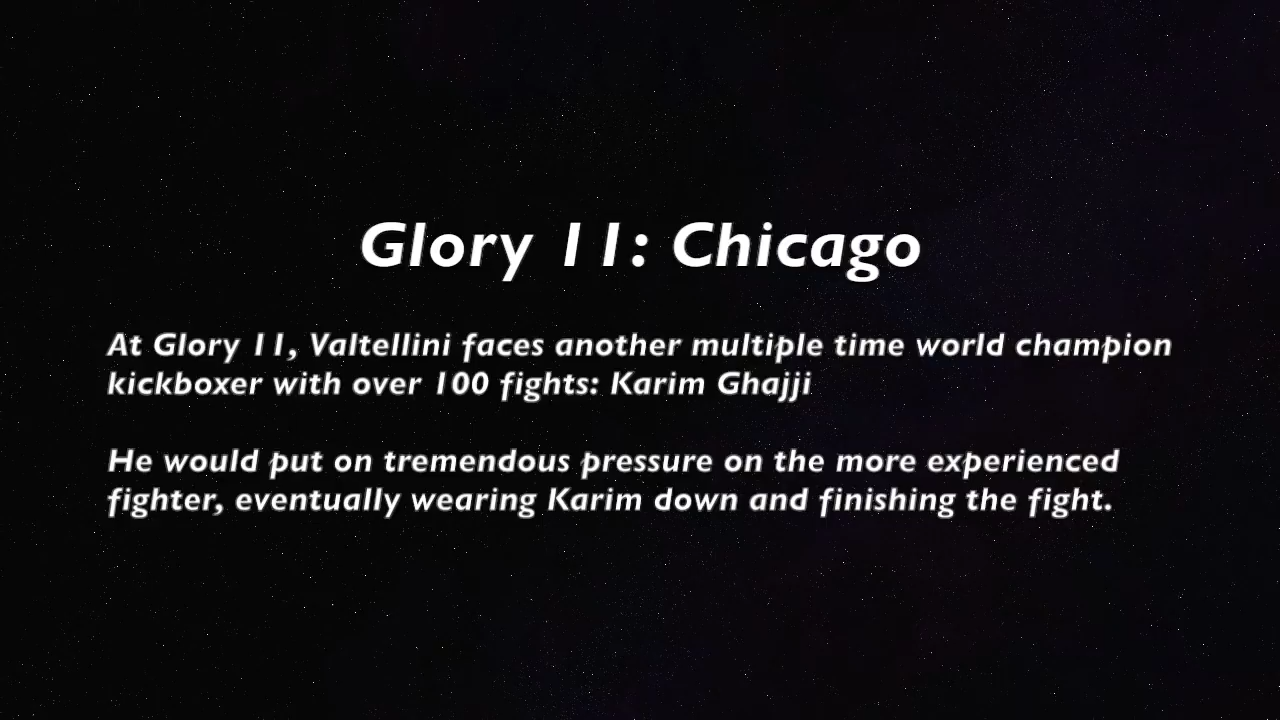 Glory 11: Chicago
At Glory 11, Valtellini faces another multiple time world champion
kickboxer with over 100 fights: Karim Ghajji
He would put on tremendous pressure on the more experienced
fighter, eventually wearing Karim down and finishing the fight.